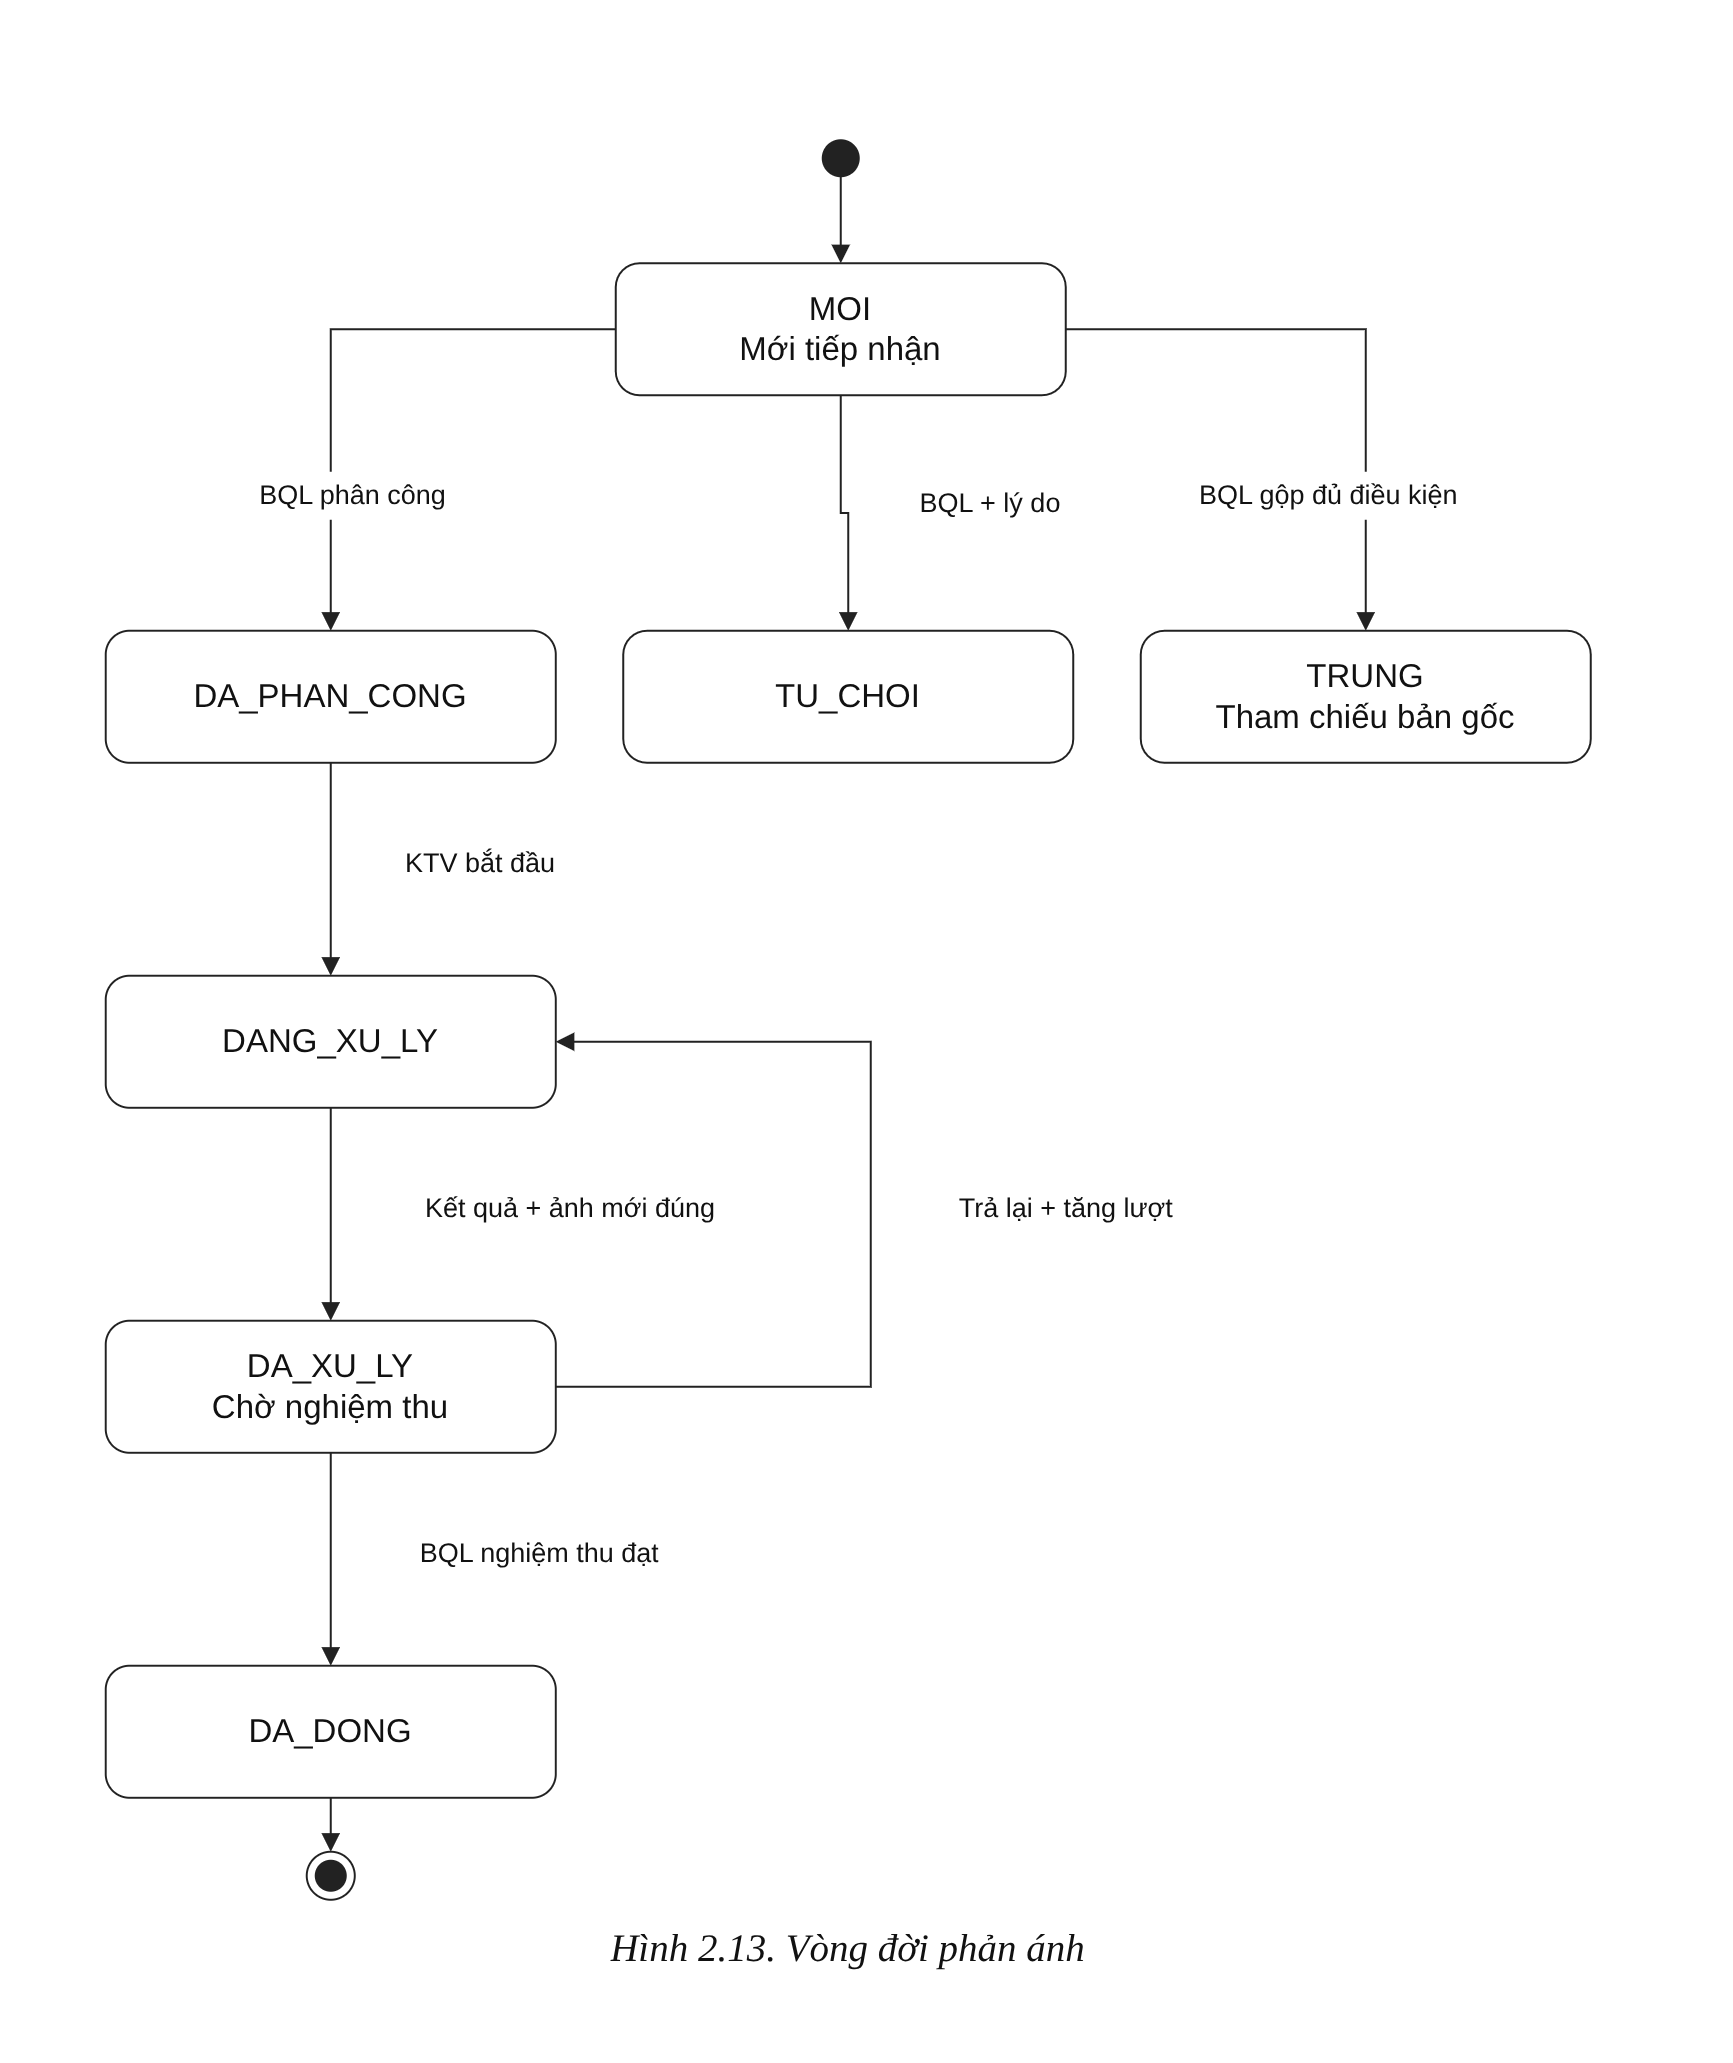 MOI
Mới tiếp nhận
BQL phân công
BQL + lý do
BQL gộp đủ điều kiện
DA_PHAN_CONG
TU_CHOI
TRUNG
Tham chiếu bản gốc
KTV bắt đầu
DANG_XU_LY
Kết quả + ảnh mới đúng
Trả lại + tăng lượt
DA_XU_LY
Chờ nghiệm thu
BQL nghiệm thu đạt
DA_DONG
Hình 2.13. Vòng đời phản ánh